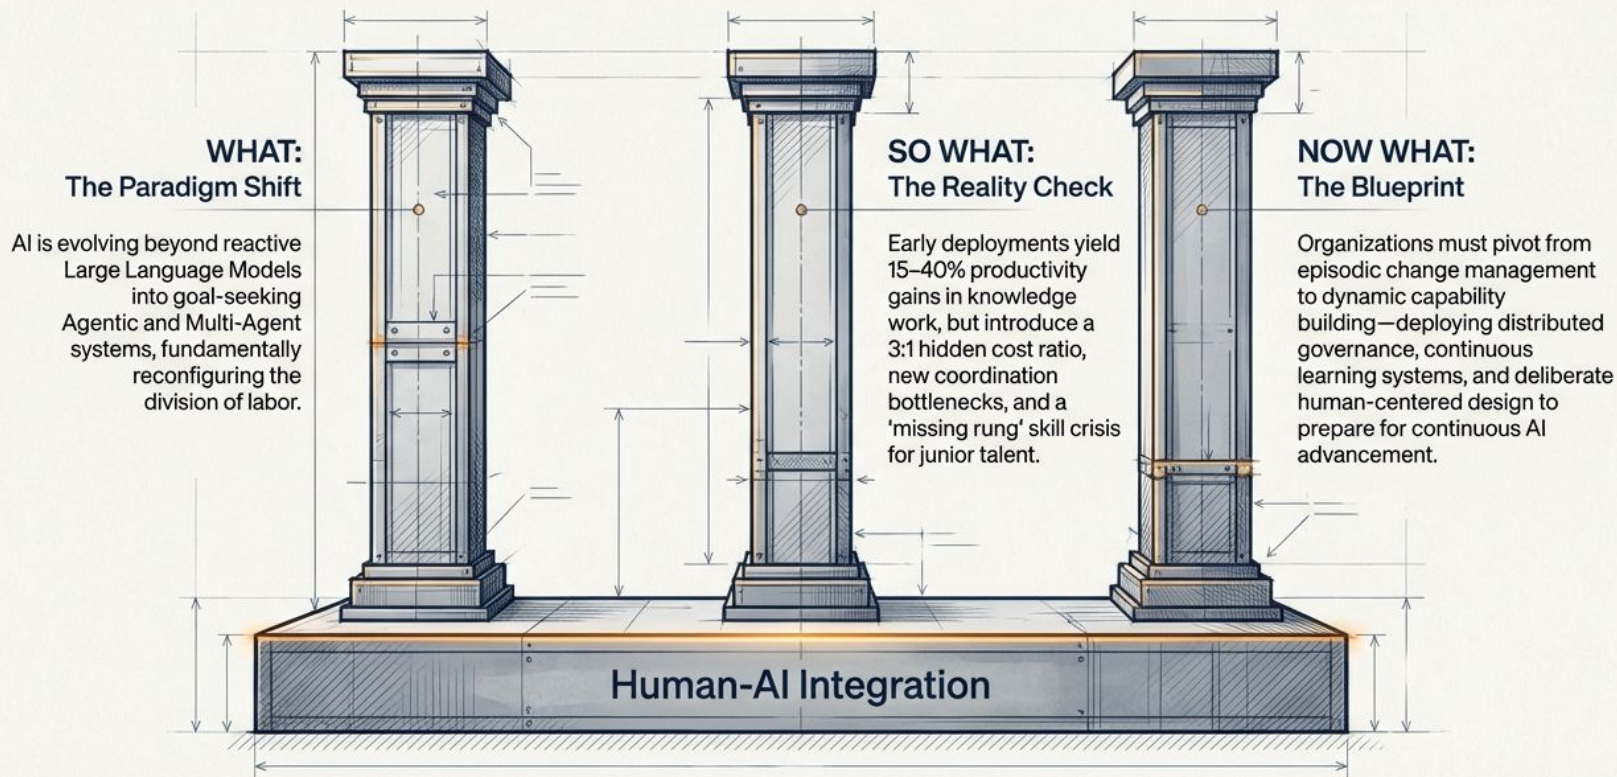 WHAT:
The Paradigm Shift
AI is evolving beyond reactive
Large Language Models
into goal-seeking
Agentic and Multi-Agent
systems, fundamentally
reconfiguring the
division of labor.
SO WHAT:
The Reality Check
Early deployments yield
15–40% productivity
gains in knowledge
work, but introduce a
3:1 hidden cost ratio,
new coordination
bottlenecks, and a
'missing rung' skill crisis
for junior talent.
NOW WHAT:
The Blueprint
Organizations must pivot from
episodic change management
to dynamic capability
building—deploying distributed
governance, continuous
learning systems, and deliberate
human-centered design to
prepare for continuous AI
advancement.
Human-AI Integration